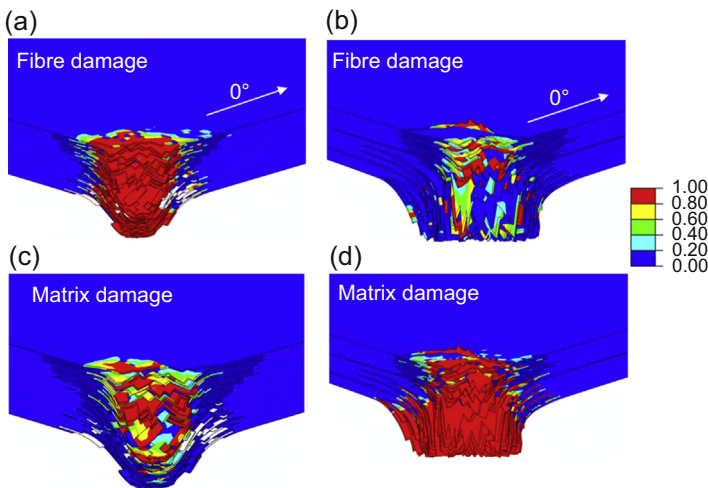 (a)
(b)
Fibre damage
Fibre damage
0°
0°
1.00
0.80
0.60
0.40
0.20
0.00
(c)
(d)
Matrix damage
Matrix damage